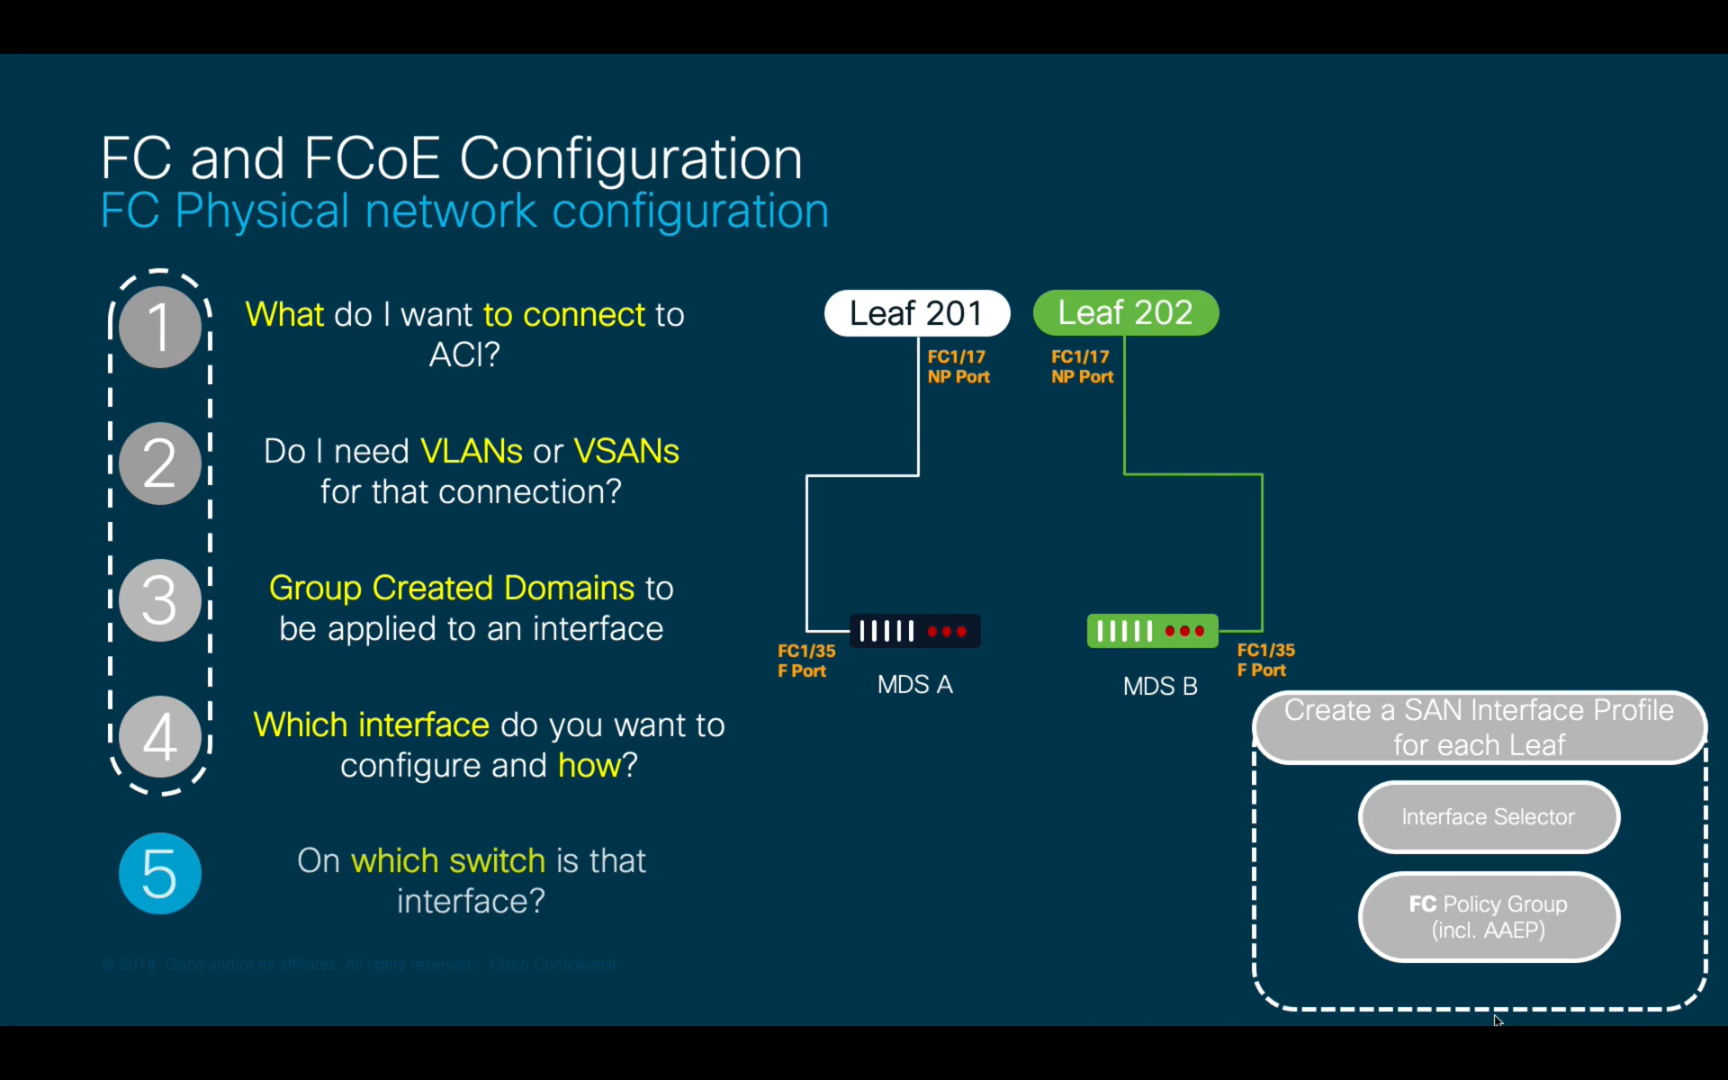 FC and FCoE Configuration
FC Physical network configuration
1
What do I want to connect to
ACI?
2
Do I need VLANs or VSANs
for that connection?
3
Group Created Domains to
be applied to an interface
4
Which interface do you want to
configure and how?
5
On which switch is that
interface?
Leaf 201
Leaf 202
FC1/17
NP Port
FC1/17
NP Port
FC1/35
F Port
MDS A
MDS B
FC1/35
F Port
Create a SAN Interface Profile
for each Leaf
Interface Selector
FC Policy Group
(incl. AAEP)
© 2018 Cisco and/or its affiliates. All rights reserved. Cisco Confidential